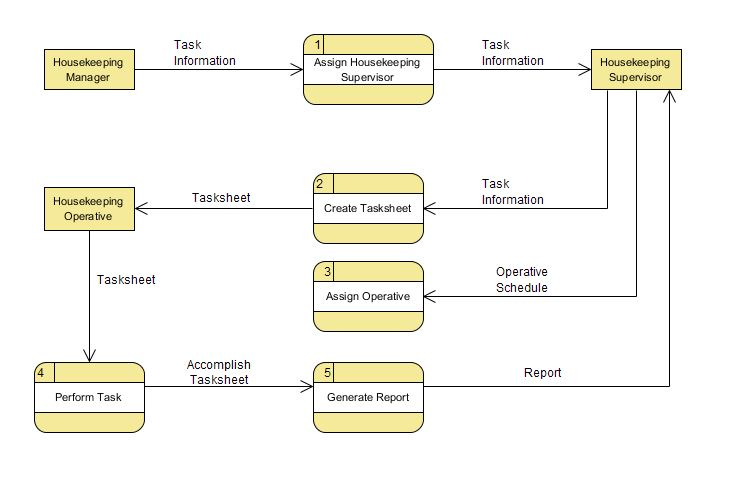 Task
Information
Task
Information
1
Housekeeping
Manager
Assign Housekeeping
Supervisor
Housekeeping
Supervisor
2
Task
Information
Housekeeping
Operative
Tasksheet
Create Tasksheet
3
Operative
Schedule
Tasksheet
Assign Operative
4
Accomplish
Tasksheet
5
Report
Perform Task
Generate Report